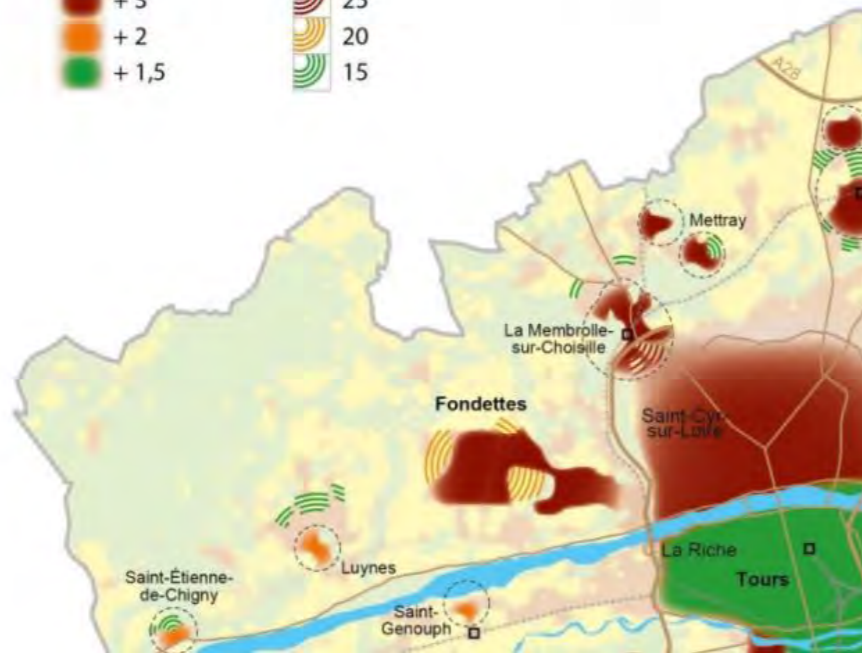 + 3
25
+ 2
20
+ 1,5
15
A28
Mettray
La Membrolle-
sur-Choisille
Fondettes
Saint-Cyr-
sur-Loire
La Riche
Tours
Luynes
Saint-Étienne-
de-Chigny
Saint-
Genouph